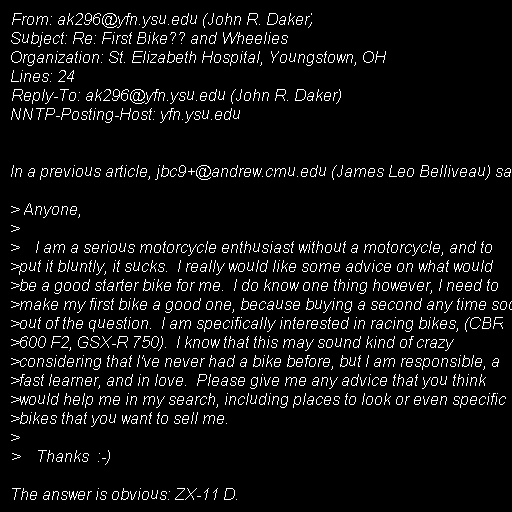 From: ak296@yfn.ysu.edu (John R. Daker)
Subject: Re: First Bike?? and Wheelies
Organization: St. Elizabeth Hospital, Youngstown, OH
Lines: 24
Reply-To: ak296@yfn.ysu.edu (John R. Daker)
NNTP-Posting-Host: yfn.ysu.edu
In a previous article, jbc9+@andrew.cmu.edu (James Leo Belliveau) sa
> Anyone,
>
>    I am a serious motorcycle enthusiast without a motorcycle, and to
>put it bluntly, it sucks.  I really would like some advice on what would
>be a good starter bike for me.  I do know one thing however, I need to
>make my first bike a good one, because buying a second any time soo
>out of the question.  I am specifically interested in racing bikes, (CBR
>600 F2, GSX-R 750).  I know that this may sound kind of crazy
>considering that I've never had a bike before, but I am responsible, a
>fast learner, and in love.  Please give me any advice that you think
>would help me in my search, including places to look or even specific
>bikes that you want to sell me.
>
>    Thanks  :-)
The answer is obvious: ZX-11 D.